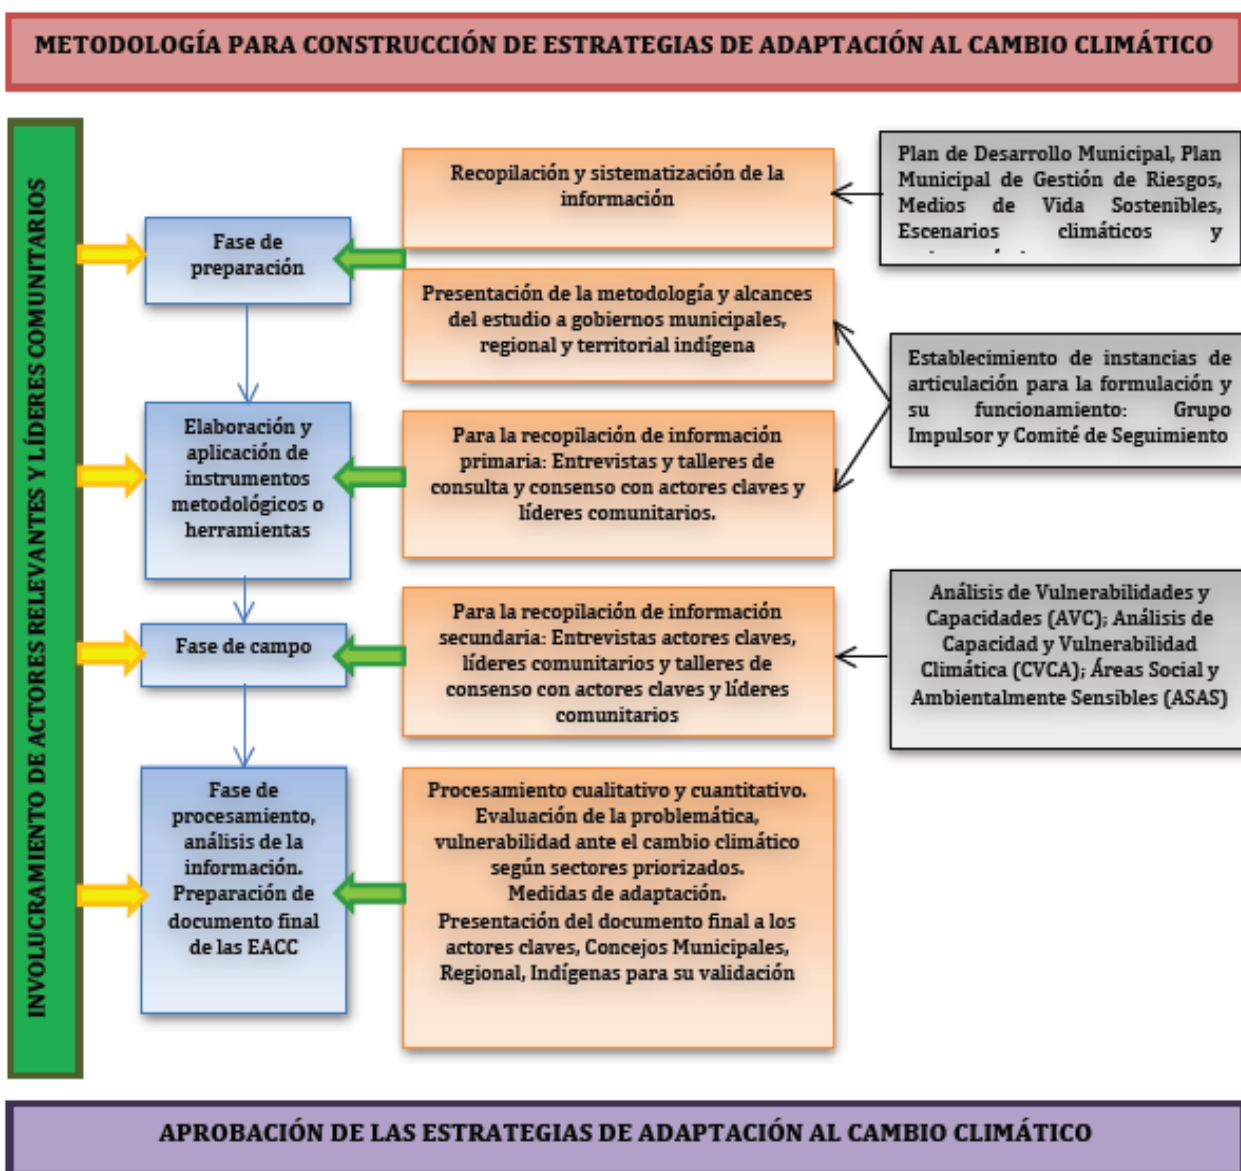 METODOLOGÍA PARA CONSTRUCCIÓN DE ESTRATEGIAS DE ADAPTACIÓN AL CAMBIO CLIMÁTICO
INVOLUCRAMIENTO DE ACTORES RELEVANTES Y LÍDERES COMUNITARIOS
Fase de
preparación
Recopilación y sistematización de la
información
Plan de Desarrollo Municipal, Plan
Municipal de Gestión de Riesgos,
Medios de Vida Sostenibles,
Escenarios climáticos y
Presentación de la metodología y alcances
del estudio a gobiernos municipales,
regional y territorial indígena
Establecimiento de instancias de
articulación para la formulación y
su funcionamiento: Grupo
Impulsor y Comité de Seguimiento
Elaboración y
aplicación de
instrumentos
metodológicos o
herramientas
Para la recopilación de información
primaria: Entrevistas y talleres de
consulta y consenso con actores claves y
líderes comunitarios.
Fase de campo
Para la recopilación de información
secundaria: Entrevistas actores claves,
líderes comunitarios y talleres de
consenso con actores claves y líderes
comunitarios
Análisis de Vulnerabilidades y
Capacidades (AVC); Análisis de
Capacidad y Vulnerabilidad
Climática (CVCA); Áreas Social y
Ambientalmente Sensibles (ASAS)
Fase de
procesamiento,
análisis de la
información.
Preparación de
documento final
de las EACC
Procesamiento cualitativo y cuantitativo.
Evaluación de la problemática,
vulnerabilidad ante el cambio climático
según sectores priorizados.
Medidas de adaptación.
Presentación del documento final a los
actores claves, Concejos Municipales,
Regional, Indígenas para su validación
APROBACIÓN DE LAS ESTRATEGIAS DE ADAPTACIÓN AL CAMBIO CLIMÁTICO